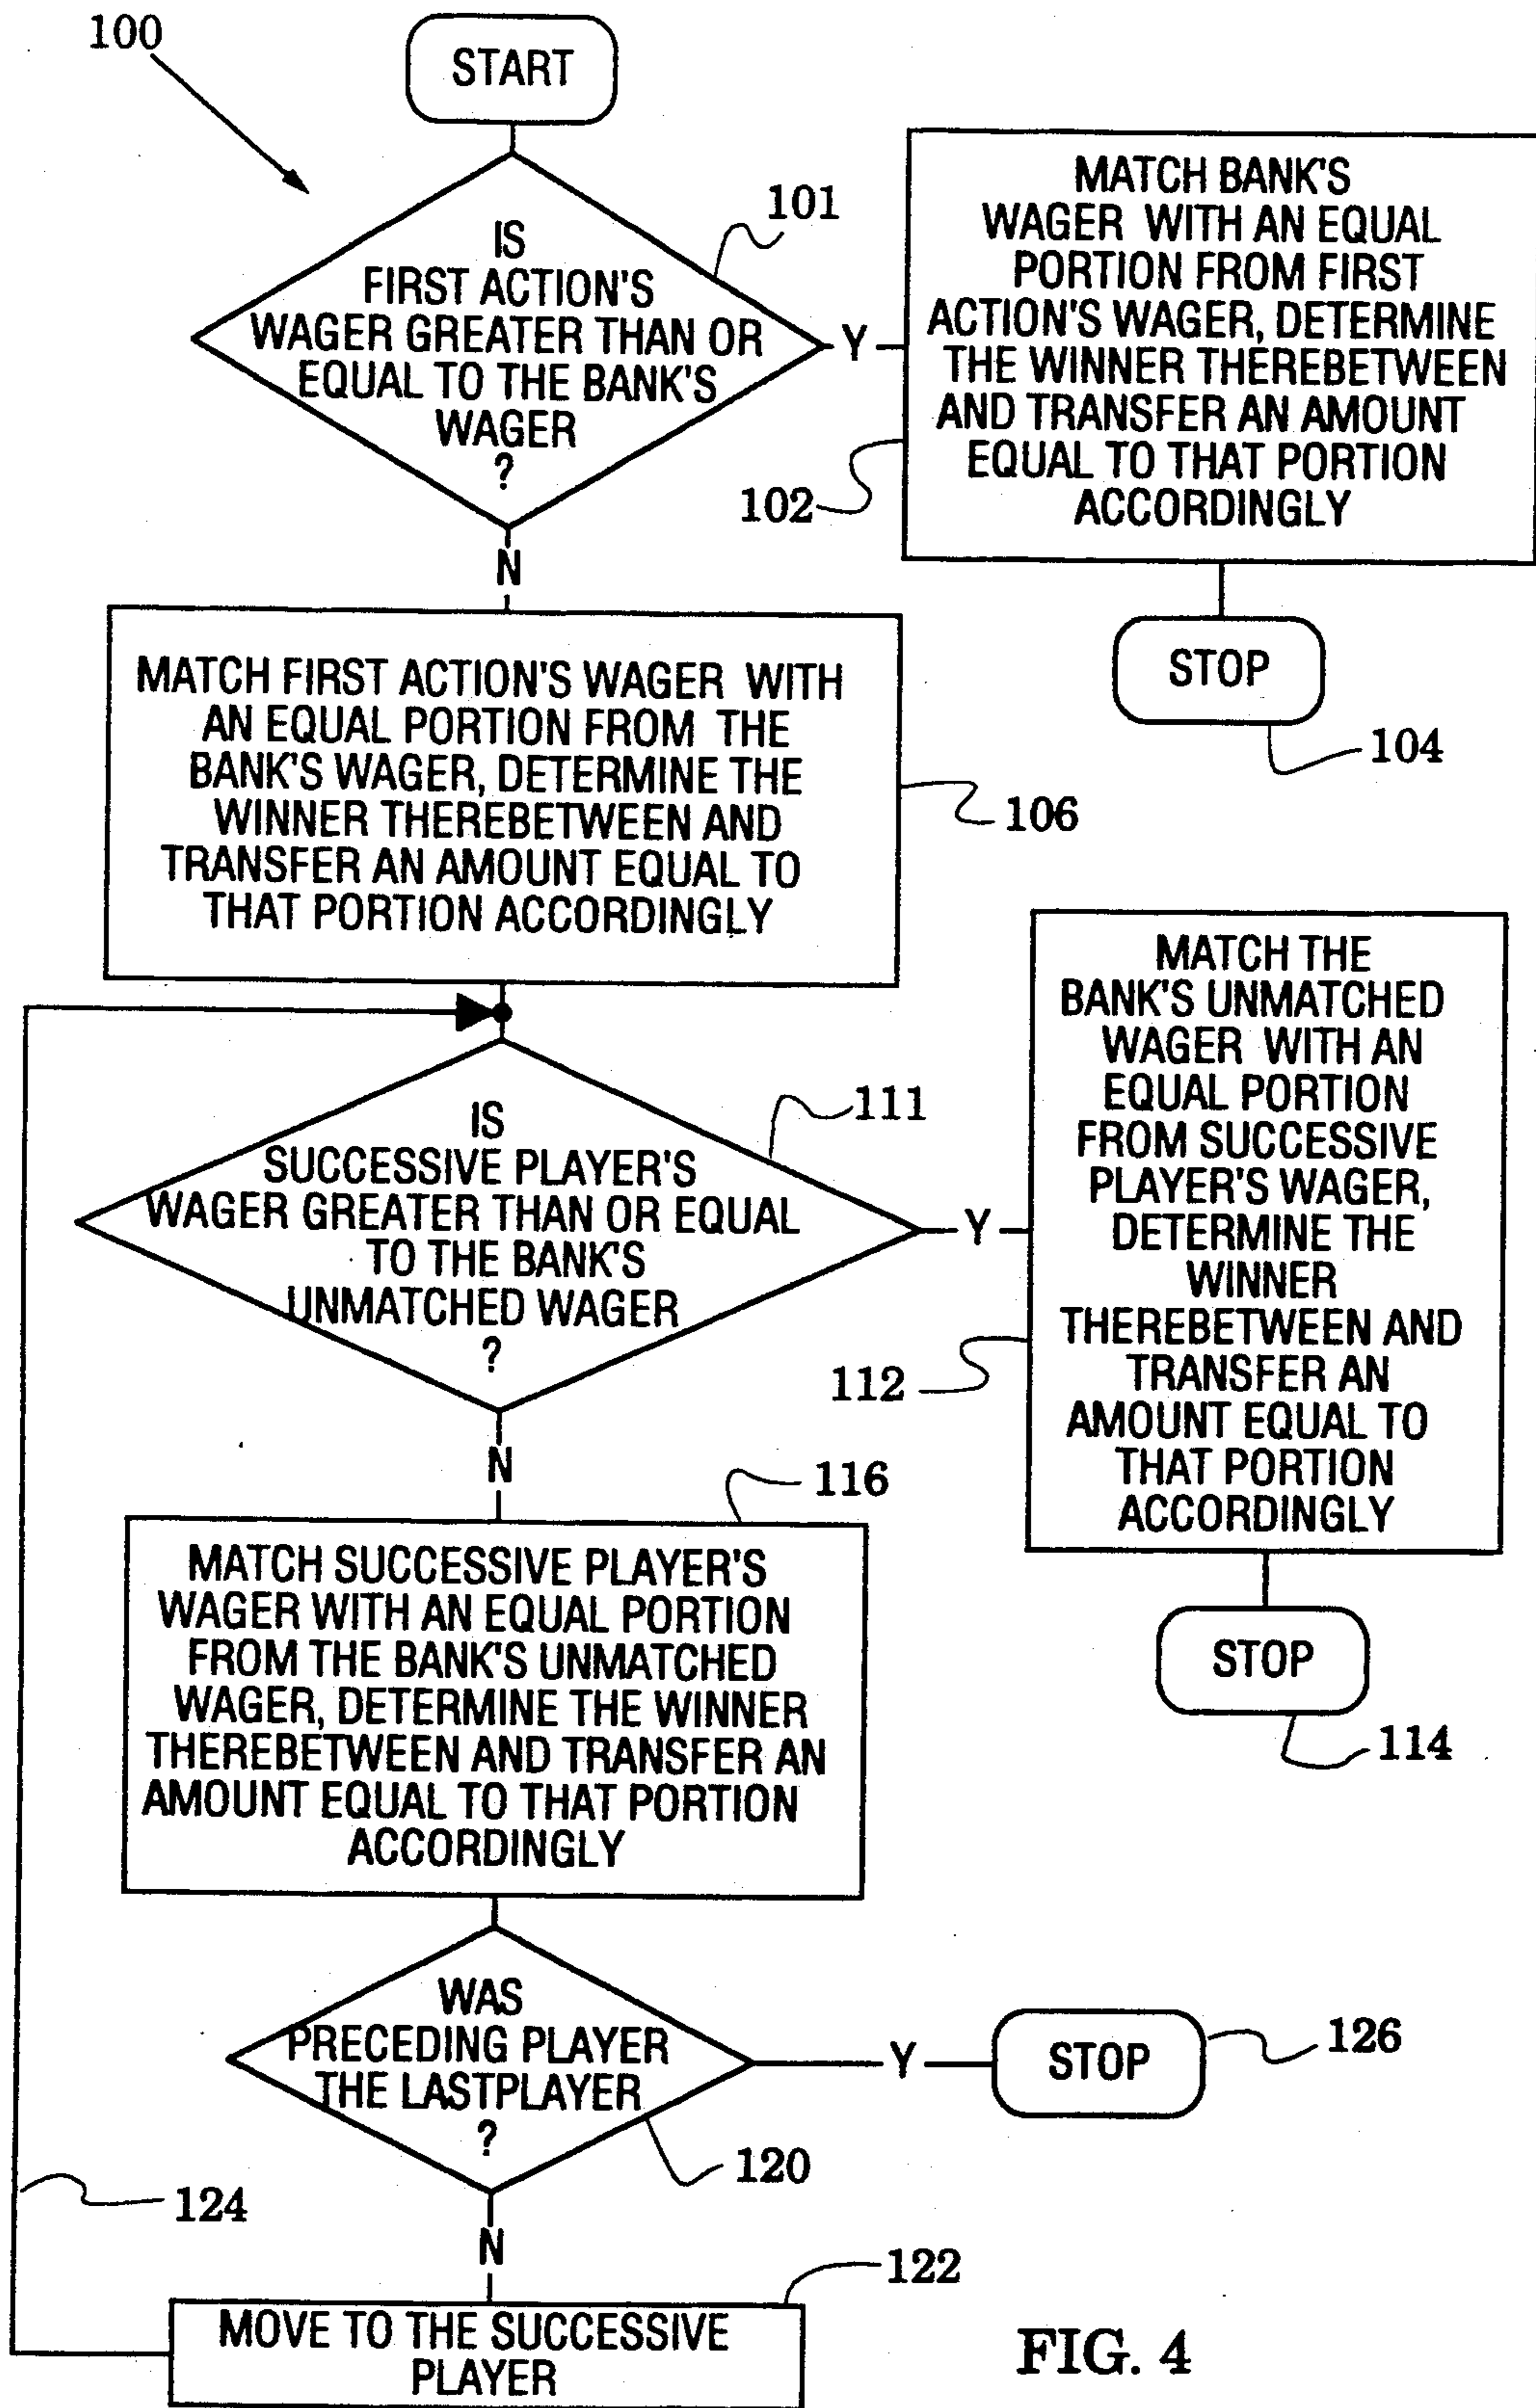 100
START
101
IS
FIRST ACTION'S
WAGER GREATER THAN OR
EQUAL TO THE BANK'S
WAGER
?
Y
MATCH BANK'S
WAGER WITH AN EQUAL
PORTION FROM FIRST
ACTION'S WAGER, DETERMINE
THE WINNER THEREBETWEEN
AND TRANSFER AN AMOUNT
EQUAL TO THAT PORTION
ACCORDINGLY
102
STOP
104
N
MATCH FIRST ACTION'S WAGER WITH
AN EQUAL PORTION FROM THE
BANK'S WAGER, DETERMINE THE
WINNER THEREBETWEEN AND
TRANSFER AN AMOUNT EQUAL TO
THAT PORTION ACCORDINGLY
106
IS
SUCCESSIVE PLAYER'S
WAGER GREATER THAN OR EQUAL
TO THE BANK'S
UNMATCHED WAGER
?
111
Y
MATCH THE
BANK'S UNMATCHED
WAGER WITH AN
EQUAL PORTION
FROM SUCCESSIVE
PLAYER'S WAGER,
DETERMINE THE
WINNER
THEREBETWEEN AND
TRANSFER AN
AMOUNT EQUAL TO
THAT PORTION
ACCORDINGLY
112
STOP
114
N
116
MATCH SUCCESSIVE PLAYER'S
WAGER WITH AN EQUAL PORTION
FROM THE BANK'S UNMATCHED
WAGER, DETERMINE THE WINNER
THEREBETWEEN AND TRANSFER AN
AMOUNT EQUAL TO THAT PORTION
ACCORDINGLY
WAS
PRECEDING PLAYER
THE LASTPLAYER
?
120
Y
STOP
126
N
124
122
MOVE TO THE SUCCESSIVE
PLAYER
FIG. 4